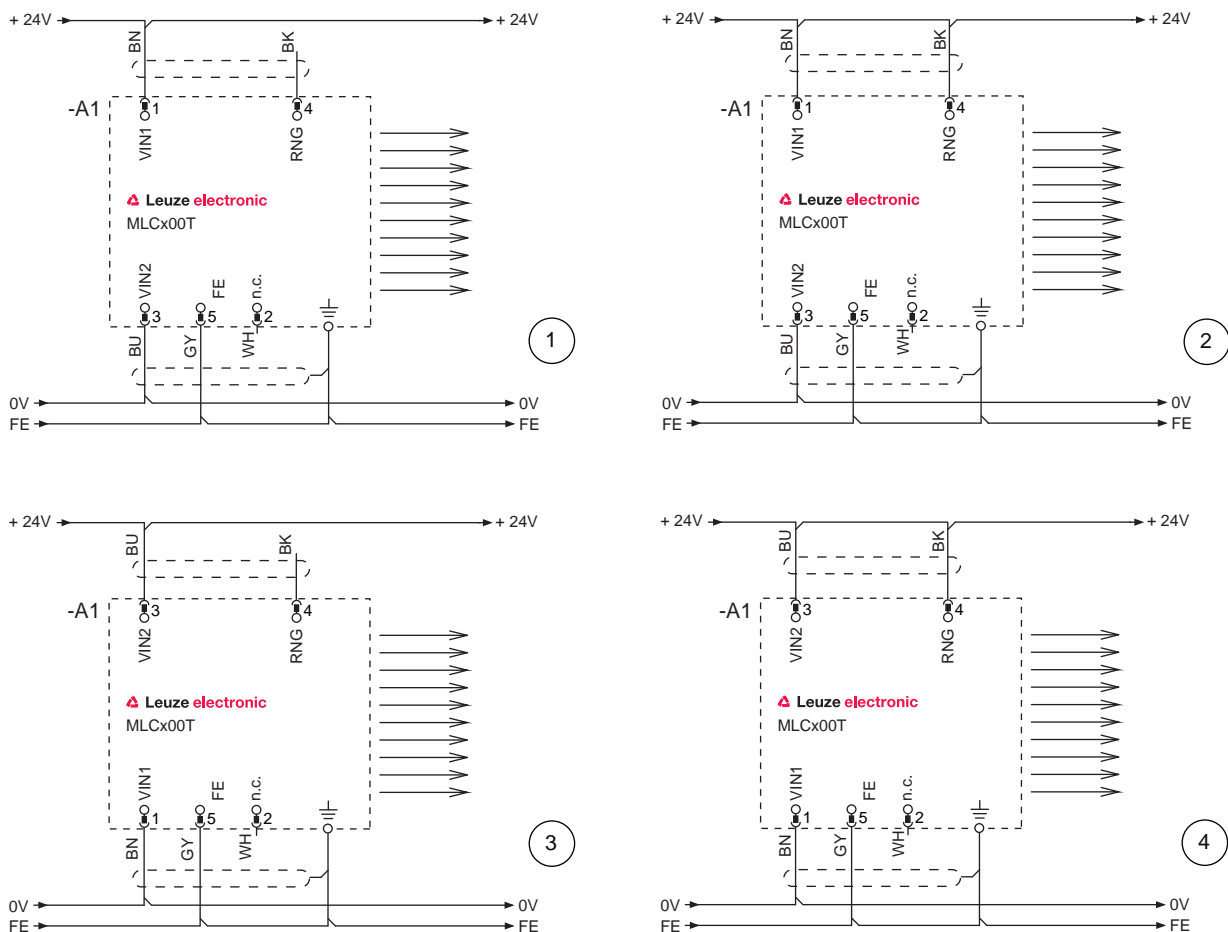 + 24V
+ 24V
BN
BK
-A1
1
4
VIN1
RNG
Leuze electronic
MLCx00T
VIN2
FE
n.c.
3
5
2
BU
GY
WH
1
0V
0V
FE
FE
+ 24V
+ 24V
BN
BK
-A1
1
4
VIN1
RNG
Leuze electronic
MLCx00T
VIN2
FE
n.c.
3
5
2
BU
GY
WH
2
0V
0V
FE
FE
+ 24V
+ 24V
BU
BK
-A1
3
4
VIN2
RNG
Leuze electronic
MLCx00T
VIN1
FE
n.c.
1
5
2
BN
GY
WH
3
0V
0V
FE
FE
+ 24V
+ 24V
BU
BK
-A1
3
4
VIN2
RNG
Leuze electronic
MLCx00T
VIN1
FE
n.c.
1
5
2
BN
GY
WH
4
0V
0V
FE
FE